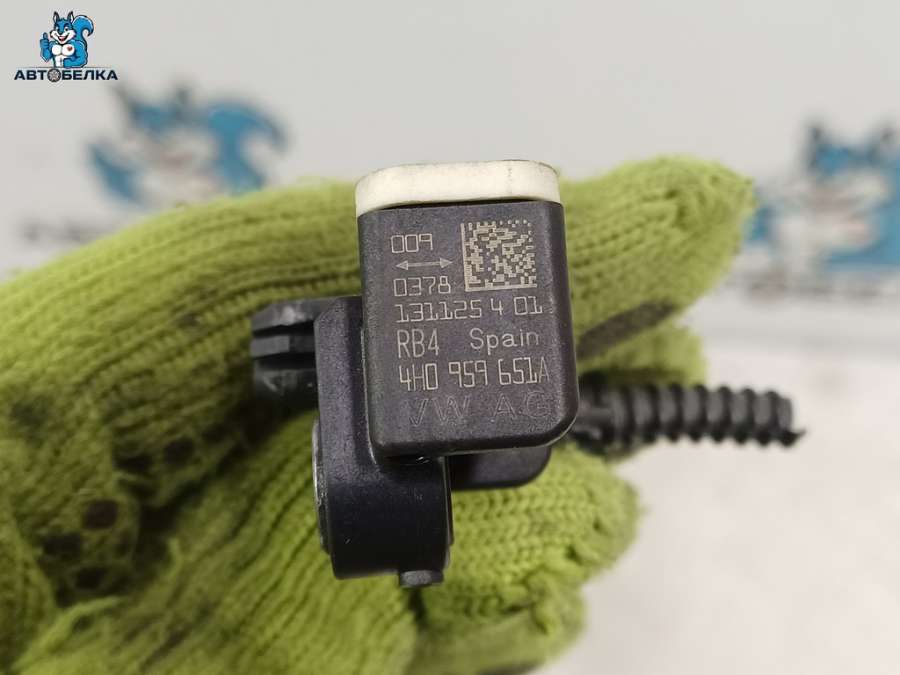 АВТОБЕЛКА
009
0378
131125 4 01
RB4 Spain
4H0 959 651A
VW AG